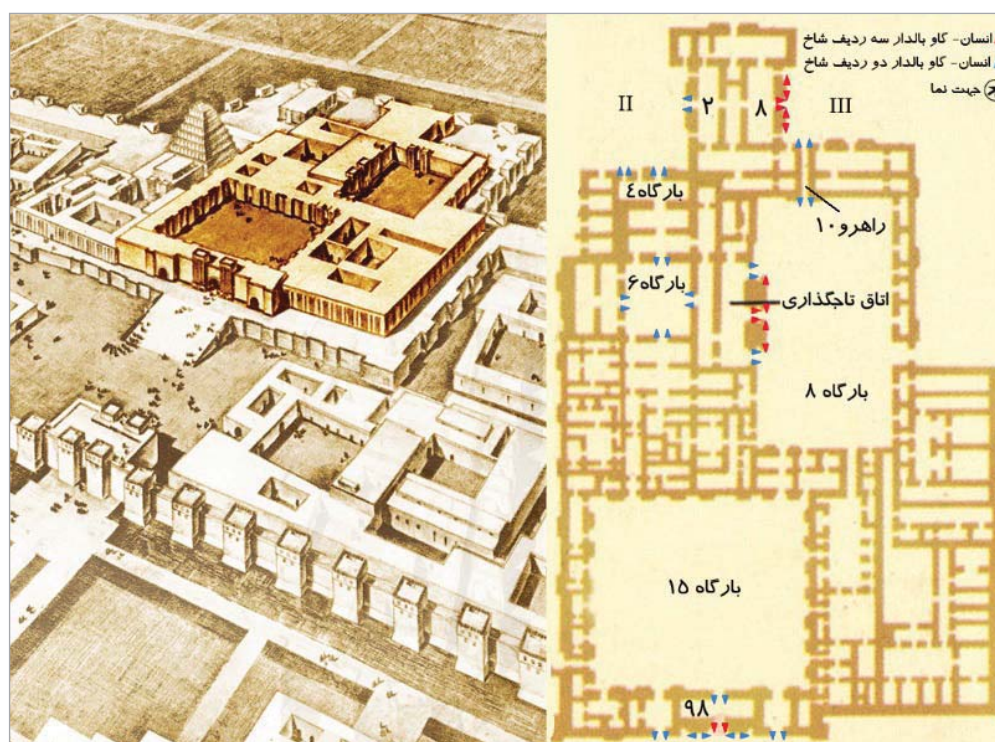 انسان- گاو بالدار سه ردیف شاخ
انسان- گاو بالدار دو ردیف شاخ
جهت نما
II
۲
۸
III
بارگاه ٤
راهرو ۱۰
بارگاه ۶
اتاق تاجگذاری
بارگاه ۸
بارگاه ۱۵
۹۸